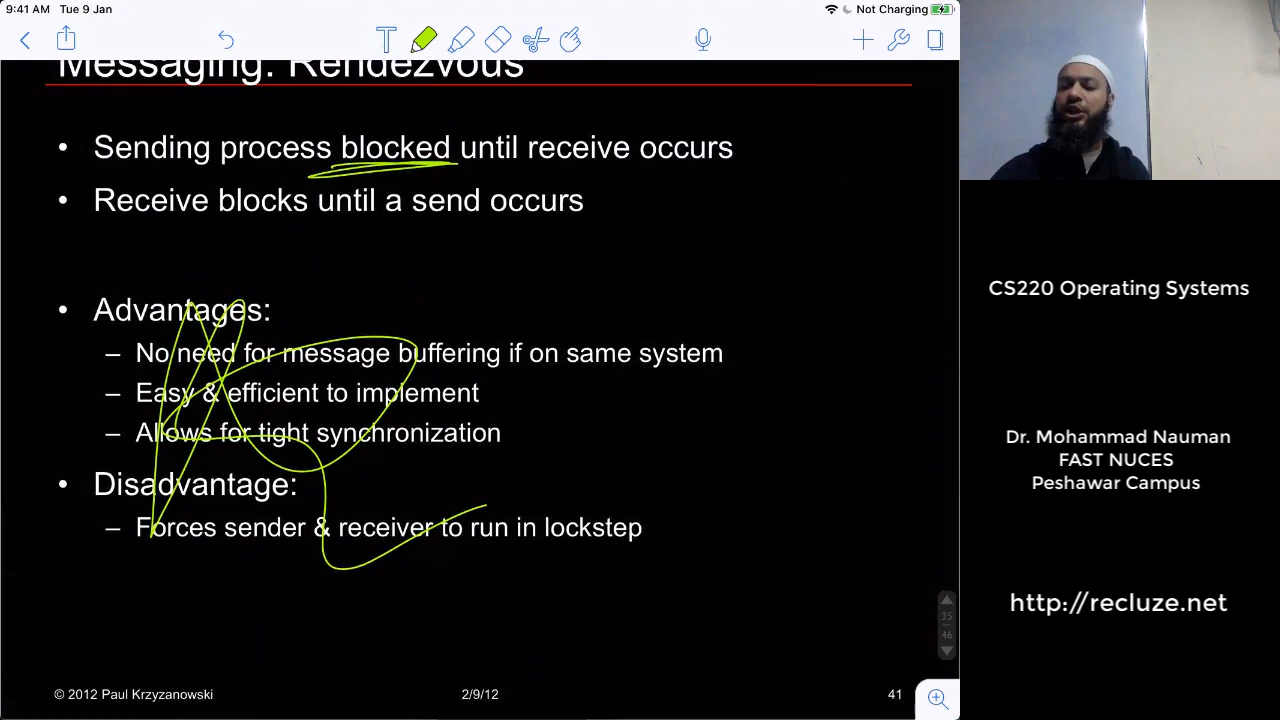 9:41 AM Tue 9 Jan
Not Charging
T
Messaging: Rendezvous
• Sending process blocked until receive occurs
• Receive blocks until a send occurs
• Advantages:
– No need for message buffering if on same system
– Easy & efficient to implement
– Allows for tight synchronization
• Disadvantage:
– Forces sender & receiver to run in lockstep
© 2012 Paul Krzyzanowski
2/9/12
41
35
46
CS220 Operating Systems
Dr. Mohammad Nauman
FAST NUCES
Peshawar Campus
http://recluze.net